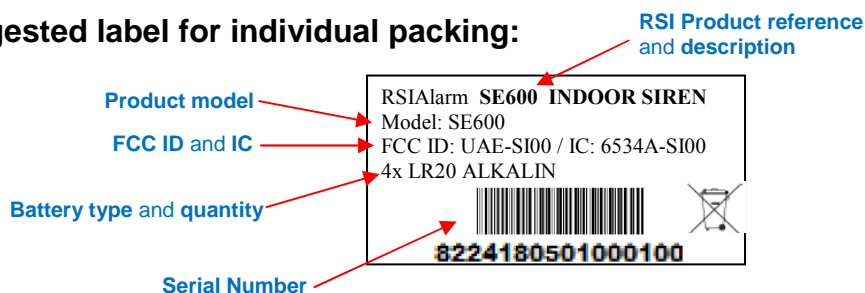 gested label for individual packing:
RSI Product reference
and description
Product model
FCC ID and IC
Battery type and quantity
Serial Number
RSIAlarm SE600 INDOOR SIREN
Model: SE600
FCC ID: UAE-SI00 / IC: 6534A-SI00
4x LR20 ALKALIN
8224180501000100